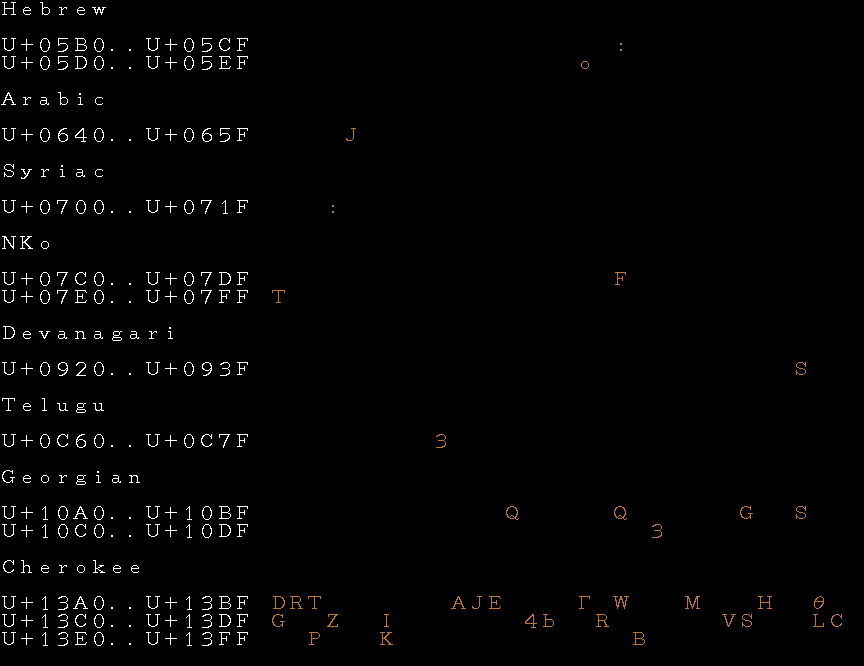 Hebrew
U+05B0..U+05CF :
U+05D0..U+05EF o
Arabic
U+0640..U+065F J
Syriac
U+0700..U+071F :
NKo
U+07C0..U+07DF F
U+07E0..U+07FF T
Devanagari
U+0920..U+093F S
Telugu
U+0C60..U+0C7F 3
Georgian
U+10A0..U+10BF Q Q G S
U+10C0..U+10DF 3
Cherokee
U+13A0..U+13BF DRT AJE Γ W M H θ
U+13C0..U+13DF G Z I 4b R VS LC
U+13E0..U+13FF P K B